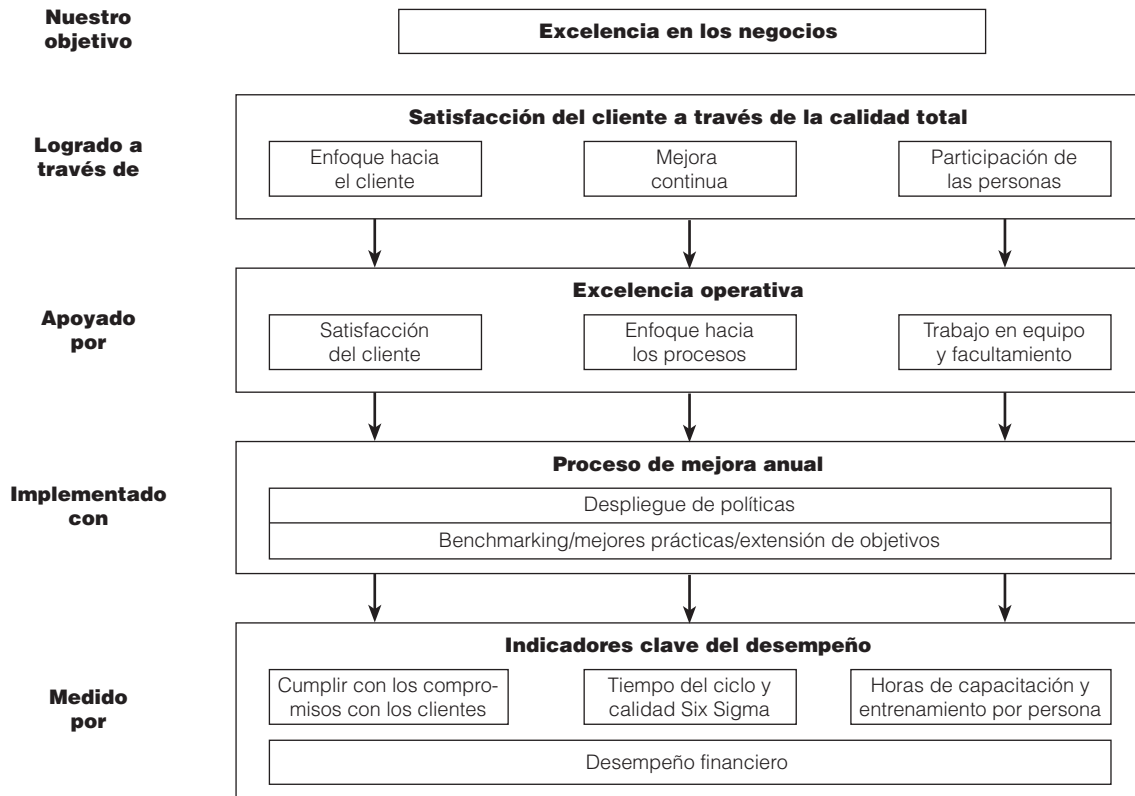 Nuestro
objetivo
Excelencia en los negocios
Logrado a
través de
Satisfacción del cliente a través de la calidad total
Enfoque hacia
el cliente
Mejora
continua
Participación de
las personas
Apoyado
por
Excelencia operativa
Satisfacción
del cliente
Enfoque hacia
los procesos
Trabajo en equipo
y facultamiento
Implementado
con
Proceso de mejora anual
Despliegue de políticas
Benchmarking/mejores prácticas/extensión de objetivos
Medido
por
Indicadores clave del desempeño
Cumplir con los compro-
misos con los clientes
Tiempo del ciclo y
calidad Six Sigma
Horas de capacitación y
entrenamiento por persona
Desempeño financiero